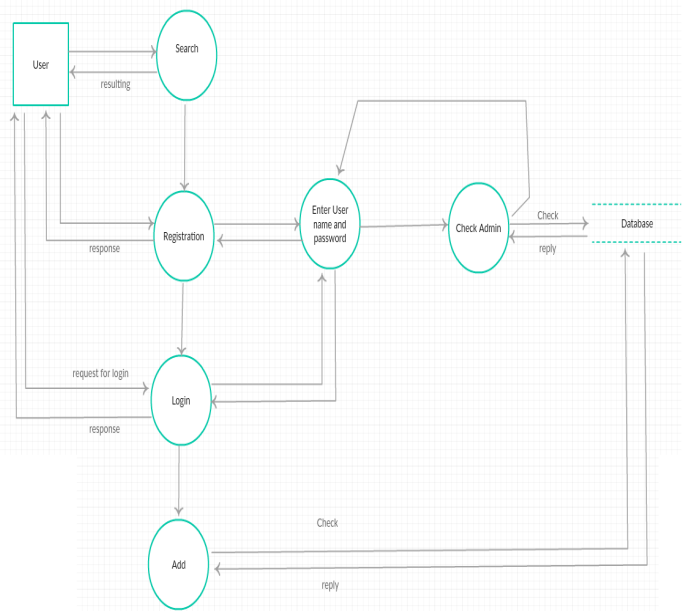 User
Search
resulting
Registration
response
Enter User
name and
password
Check Admin
Check
reply
Database
request for login
Login
response
Check
Add
reply